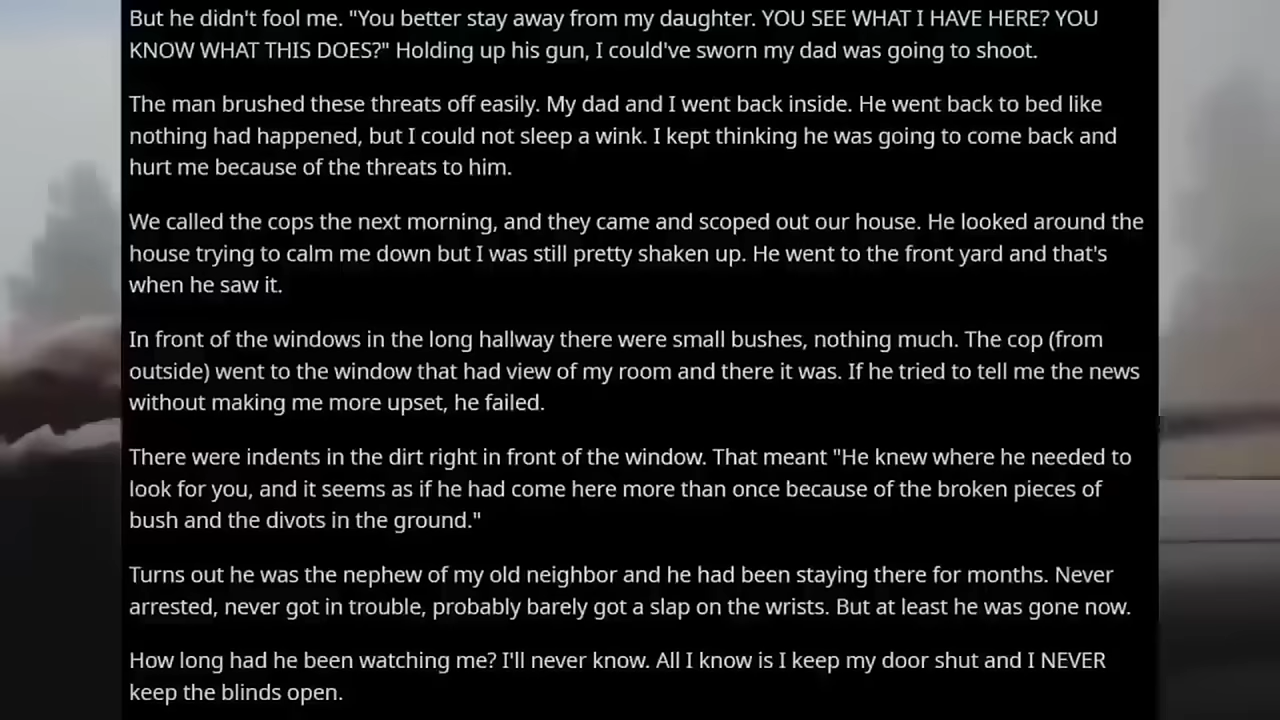 But he didn't fool me. "You better stay away from my daughter. YOU SEE WHAT I HAVE HERE? YOU
KNOW WHAT THIS DOES?" Holding up his gun, I could've sworn my dad was going to shoot.
The man brushed these threats off easily. My dad and I went back inside. He went back to bed like
nothing had happened, but I could not sleep a wink. I kept thinking he was going to come back and
hurt me because of the threats to him.
We called the cops the next morning, and they came and scoped out our house. He looked around the
house trying to calm me down but I was still pretty shaken up. He went to the front yard and that's
when he saw it.
In front of the windows in the long hallway there were small bushes, nothing much. The cop (from
outside) went to the window that had view of my room and there it was. If he tried to tell me the news
without making me more upset, he failed.
There were indents in the dirt right in front of the window. That meant "He knew where he needed to
look for you, and it seems as if he had come here more than once because of the broken pieces of
bush and the divots in the ground."
Turns out he was the nephew of my old neighbor and he had been staying there for months. Never
arrested, never got in trouble, probably barely got a slap on the wrists. But at least he was gone now.
How long had he been watching me? I'll never know. All I know is I keep my door shut and I NEVER
keep the blinds open.